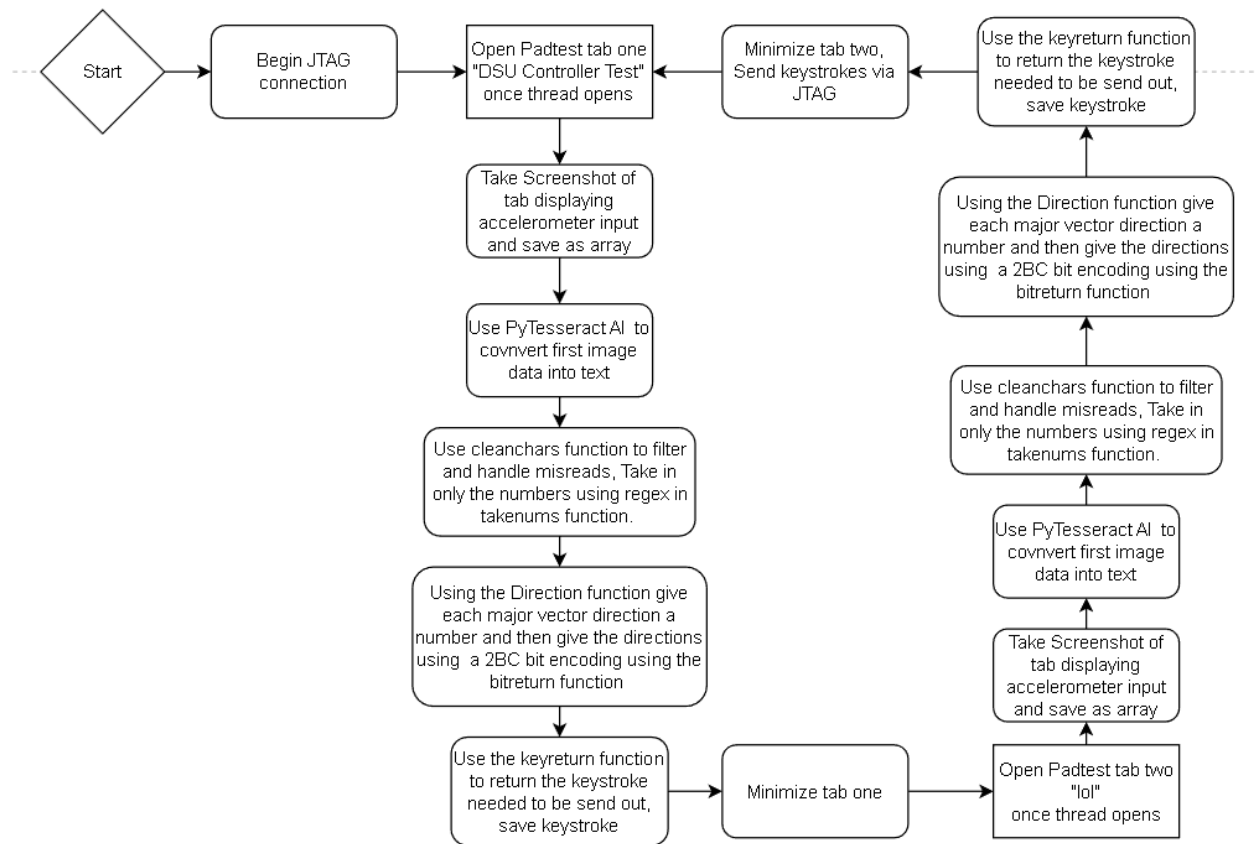 Start
Begin JTAG
connection
Open Padtest tab one
"DSU Controller Test"
once thread opens
Minimize tab two,
Send keystrokes via
JTAG
Use the keyreturn function
to return the keystroke
needed to be send out,
save keystroke
Take Screenshot of
tab displaying
accelerometer input
and save as array
Use PyTesseract AI  to
covnvert first image
data into text
Use cleanchars function to filter
and handle misreads, Take in
only the numbers using regex in
takenums function.
Using the Direction function give
each major vector direction a
number and then give the directions
using  a 2BC bit encoding using the
bitreturn function
Use the keyreturn function
to return the keystroke
needed to be send out,
save keystroke
Minimize tab one
Open Padtest tab two
"lol"
once thread opens
Take Screenshot of
tab displaying
accelerometer input
and save as array
Use PyTesseract AI  to
covnvert first image
data into text
Use cleanchars function to filter
and handle misreads, Take in
only the numbers using regex in
takenums function.
Using the Direction function give
each major vector direction a
number and then give the directions
using  a 2BC bit encoding using the
bitreturn function